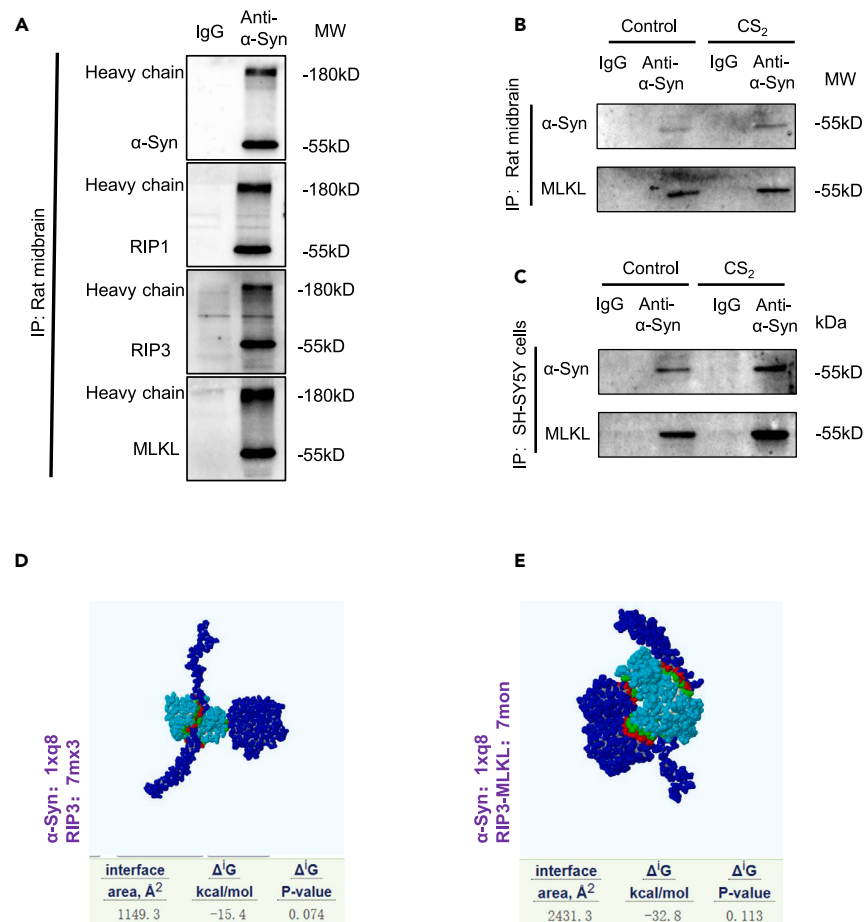 A
IgG
Anti-
α-Syn
MW
IP: Rat midbrain
Heavy chain
-180kD
α-Syn
-55kD
Heavy chain
-180kD
RIP1
-55kD
Heavy chain
-180kD
RIP3
-55kD
Heavy chain
-180kD
MLKL
-55kD
B
Control
CS2
IgG
Anti-
α-Syn
IgG
Anti-
α-Syn
MW
IP: Rat midbrain
α-Syn
-55kD
MLKL
-55kD
C
Control
CS2
IgG
Anti-
α-Syn
IgG
Anti-
α-Syn
kDa
IP: SH-SY5Y cells
α-Syn
-55kD
MLKL
-55kD
D
α-Syn: 1xq8
RIP3: 7mx3
interface
area, Å2
ΔiG
kcal/mol
ΔiG
P-value
1149.3 -15.4 0.074
E
α-Syn: 1xq8
RIP3-MLKL: 7mon
interface
area, Å2
ΔiG
kcal/mol
ΔiG
P-value
2431.3 -32.8 0.113